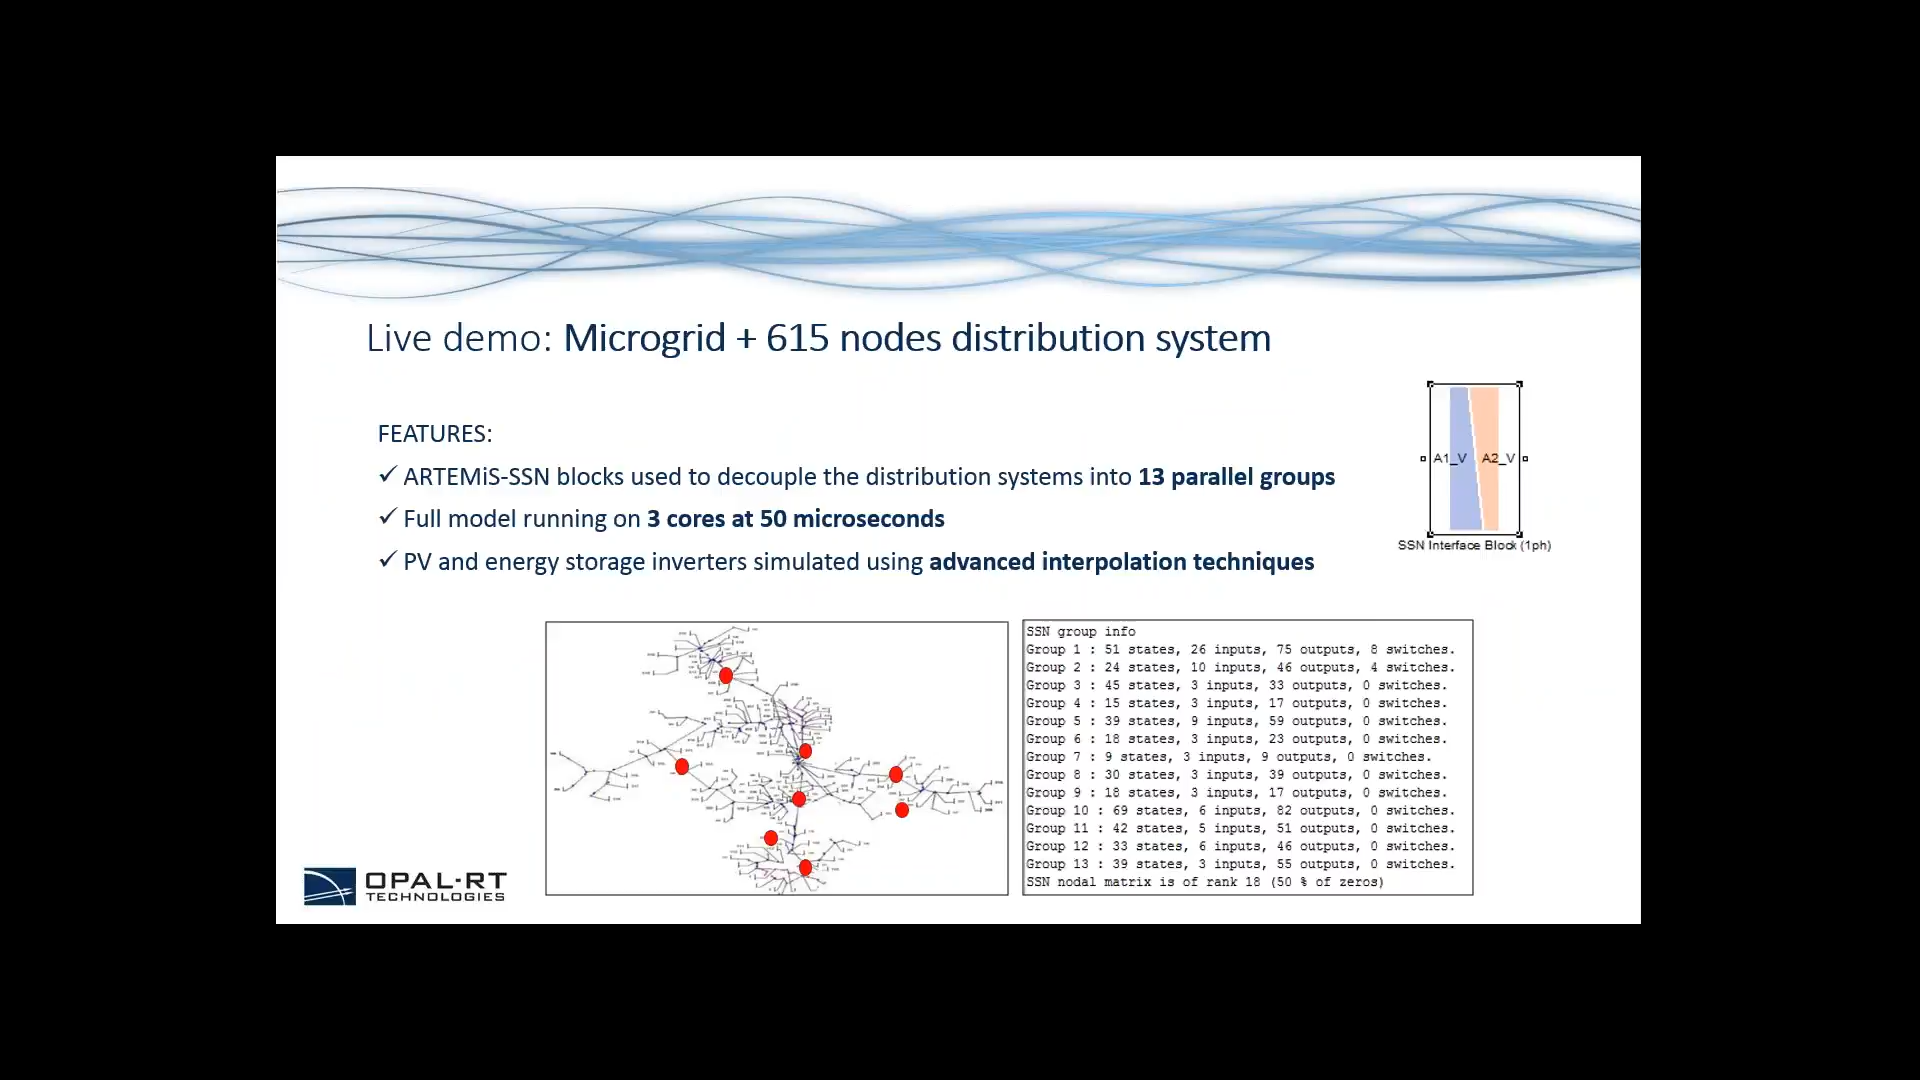 Live demo: Microgrid + 615 nodes distribution system
FEATURES:
✓ ARTEMiS-SSN blocks used to decouple the distribution systems into 13 parallel groups
✓ Full model running on 3 cores at 50 microseconds
✓ PV and energy storage inverters simulated using advanced interpolation techniques
A1_V A2_V
SSN Interface Block (1ph)
SSN group info
Group 1 : 51 states, 26 inputs, 75 outputs, 8 switches.
Group 2 : 24 states, 10 inputs, 46 outputs, 4 switches.
Group 3 : 45 states, 3 inputs, 33 outputs, 0 switches.
Group 4 : 15 states, 3 inputs, 17 outputs, 0 switches.
Group 5 : 39 states, 9 inputs, 59 outputs, 0 switches.
Group 6 : 18 states, 3 inputs, 23 outputs, 0 switches.
Group 7 : 9 states, 3 inputs, 9 outputs, 0 switches.
Group 8 : 30 states, 3 inputs, 39 outputs, 0 switches.
Group 9 : 18 states, 3 inputs, 17 outputs, 0 switches.
Group 10 : 69 states, 6 inputs, 82 outputs, 0 switches.
Group 11 : 42 states, 5 inputs, 51 outputs, 0 switches.
Group 12 : 33 states, 6 inputs, 46 outputs, 0 switches.
Group 13 : 39 states, 3 inputs, 55 outputs, 0 switches.
SSN nodal matrix is of rank 18 (50 % of zeros)
OPAL-RT
TECHNOLOGIES